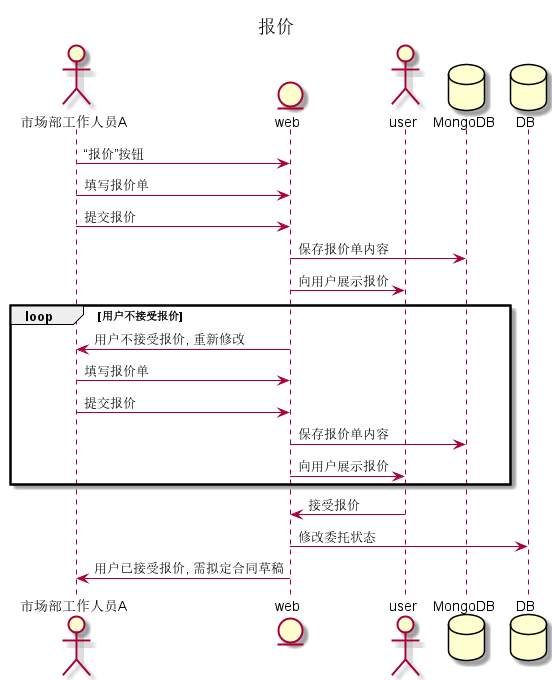 报价
市场部工作人员A
web
user
MongoDB
DB
“报价”按钮
填写报价单
提交报价
保存报价单内容
向用户展示报价
loop [用户不接受报价]
用户不接受报价, 重新修改
填写报价单
提交报价
保存报价单内容
向用户展示报价
接受报价
修改委托状态
用户已接受报价, 需拟定合同草稿
市场部工作人员A
web
user
MongoDB
DB